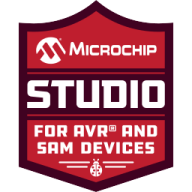 MICROCHIP
STUDIO
FOR AVR® AND
SAM DEVICES